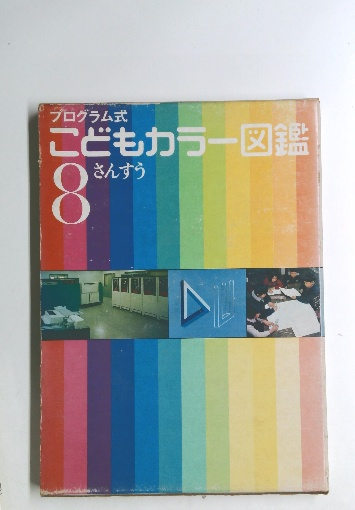 プログラム式
こどもカラー図鑑
8 さんすう